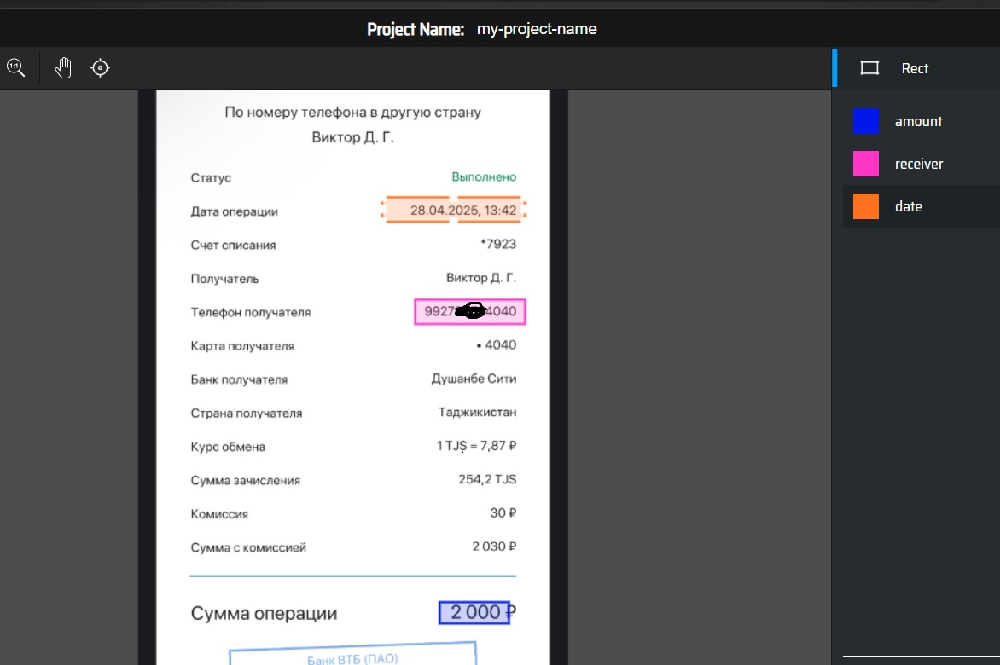 Project Name: my-project-name
1:1
Rect
amount
receiver
date
По номеру телефона в другую страну
Виктор Д. Г.
Статус Выполнено
Дата операции 28.04.2025, 13:42
Счет списания *7923
Получатель Виктор Д. Г.
Телефон получателя 9927 4040
Карта получателя • 4040
Банк получателя Душанбе Сити
Страна получателя Таджикистан
Курс обмена 1 TJS = 7,87 ₽
Сумма зачисления 254,2 TJS
Комиссия 30 ₽
Сумма с комиссией 2 030 ₽
Сумма операции 2 000 ₽
Банк ВТБ (ПАО)